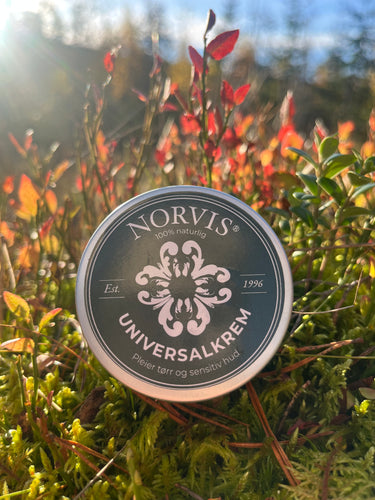 NORVIS®
100% naturlig
Est. 1996
UNIVERSALKREM
Pleier tørr og sensitiv hud